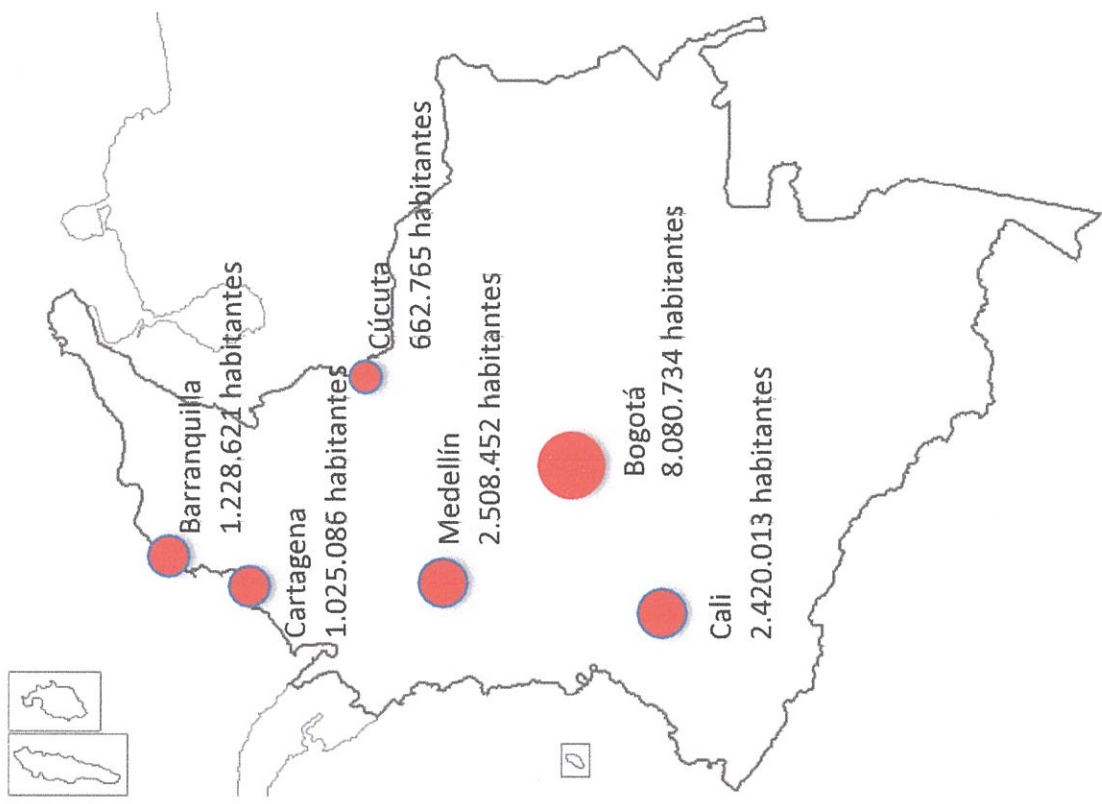 Barranquilla
1.228.621 habitantes
Cartagena
1.025.086 habitantes
Cúcuta
662.765 habitantes
Medellín
2.508.452 habitantes
Bogotá
8.080.734 habitantes
Cali
2.420.013 habitantes